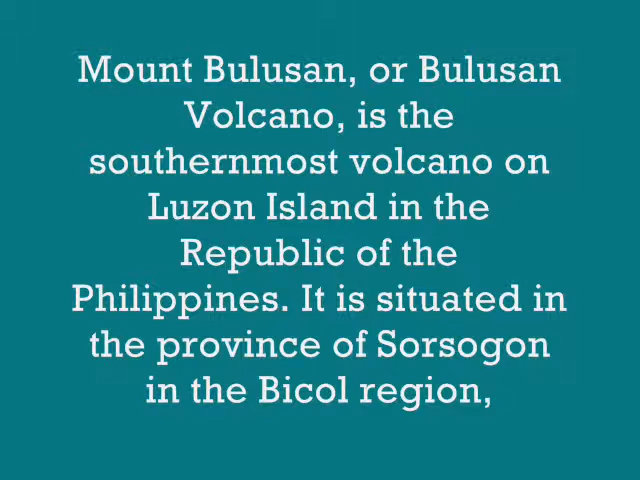 Mount Bulusan, or Bulusan
Volcano, is the
southernmost volcano on
Luzon Island in the
Republic of the
Philippines. It is situated in
the province of Sorsogon
in the Bicol region,